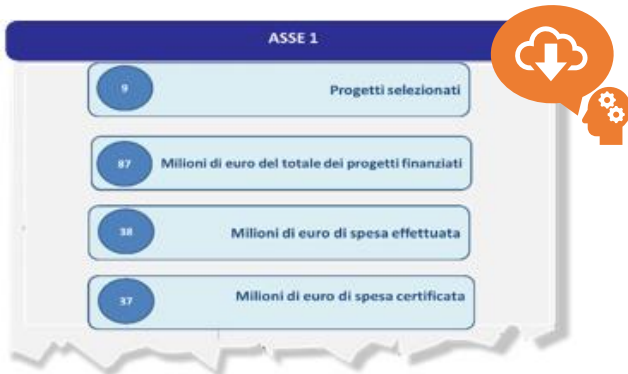 ASSE 1
9 Progetti selezionati
87 Milioni di euro del totale dei progetti finanziati
38 Milioni di euro di spesa effettuata
37 Milioni di euro di spesa certificata